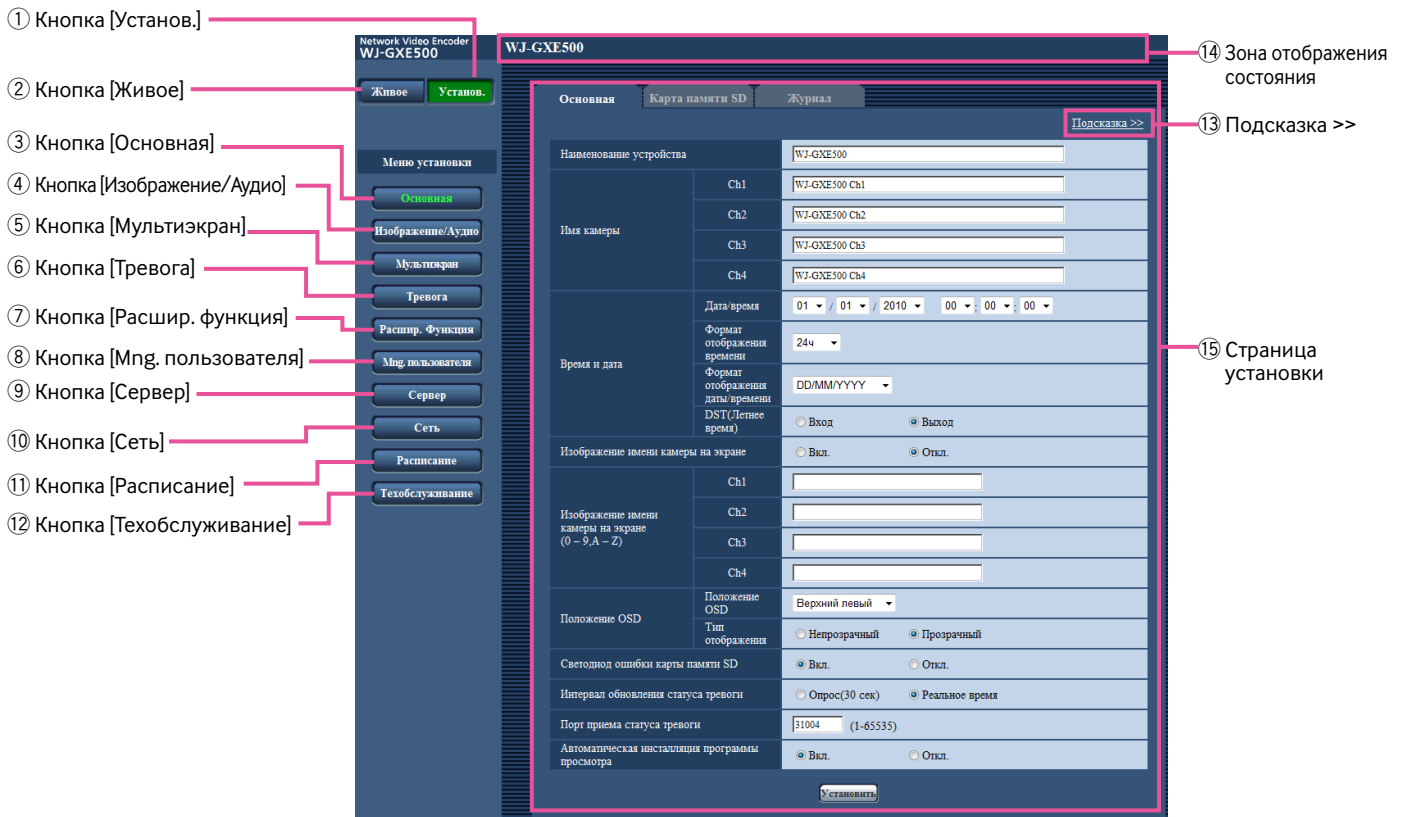 ① Кнопка [Установ.]
② Кнопка [Живое]
③ Кнопка [Основная]
④ Кнопка [Изображение/Аудио]
⑤ Кнопка [Мультиэкран]
⑥ Кнопка [Тревога]
⑦ Кнопка [Расшир. функция]
⑧ Кнопка [Mng. пользователя]
⑨ Кнопка [Сервер]
⑩ Кнопка [Сеть]
⑪ Кнопка [Расписание]
⑫ Кнопка [Техобслуживание]
Network Video Encoder
WJ-GXE500
Живое Установ.
Меню установки
Основная
Изображение/Аудио
Мультиэкран
Тревога
Расшир. Функция
Mng. пользователя
Сервер
Сеть
Расписание
Техобслуживание
WJ-GXE500
Основная Карта памяти SD Журнал
Подсказка >>
Наименование устройства WJ-GXE500
Имя камеры
Ch1 WJ-GXE500 Ch1
Ch2 WJ-GXE500 Ch2
Ch3 WJ-GXE500 Ch3
Ch4 WJ-GXE500 Ch4
Время и дата
Дата/время 01 / 01 / 2010 00 : 00 : 00
Формат
отображения
времени
24ч
Формат
отображения
даты/времени
DD/MM/YYYY
DST(Летнее
время)
Вход Выход
Изображение имени камеры на экране Вкл. Откл.
Изображение имени
камеры на экране
(0 – 9,A – Z)
Ch1
Ch2
Ch3
Ch4
Положение OSD
Положение
OSD
Верхний левый
Тип
отображения
Непрозрачный Прозрачный
Светодиод ошибки карты памяти SD Вкл. Откл.
Интервал обновления статуса тревоги Опрос(30 сек) Реальное время
Порт приема статуса тревоги 31004 (1-65535)
Автоматическая инсталляция программы
просмотра
Вкл. Откл.
Установить
⑭ Зона отображения
состояния
⑬ Подсказка >>
⑮ Страница
установки